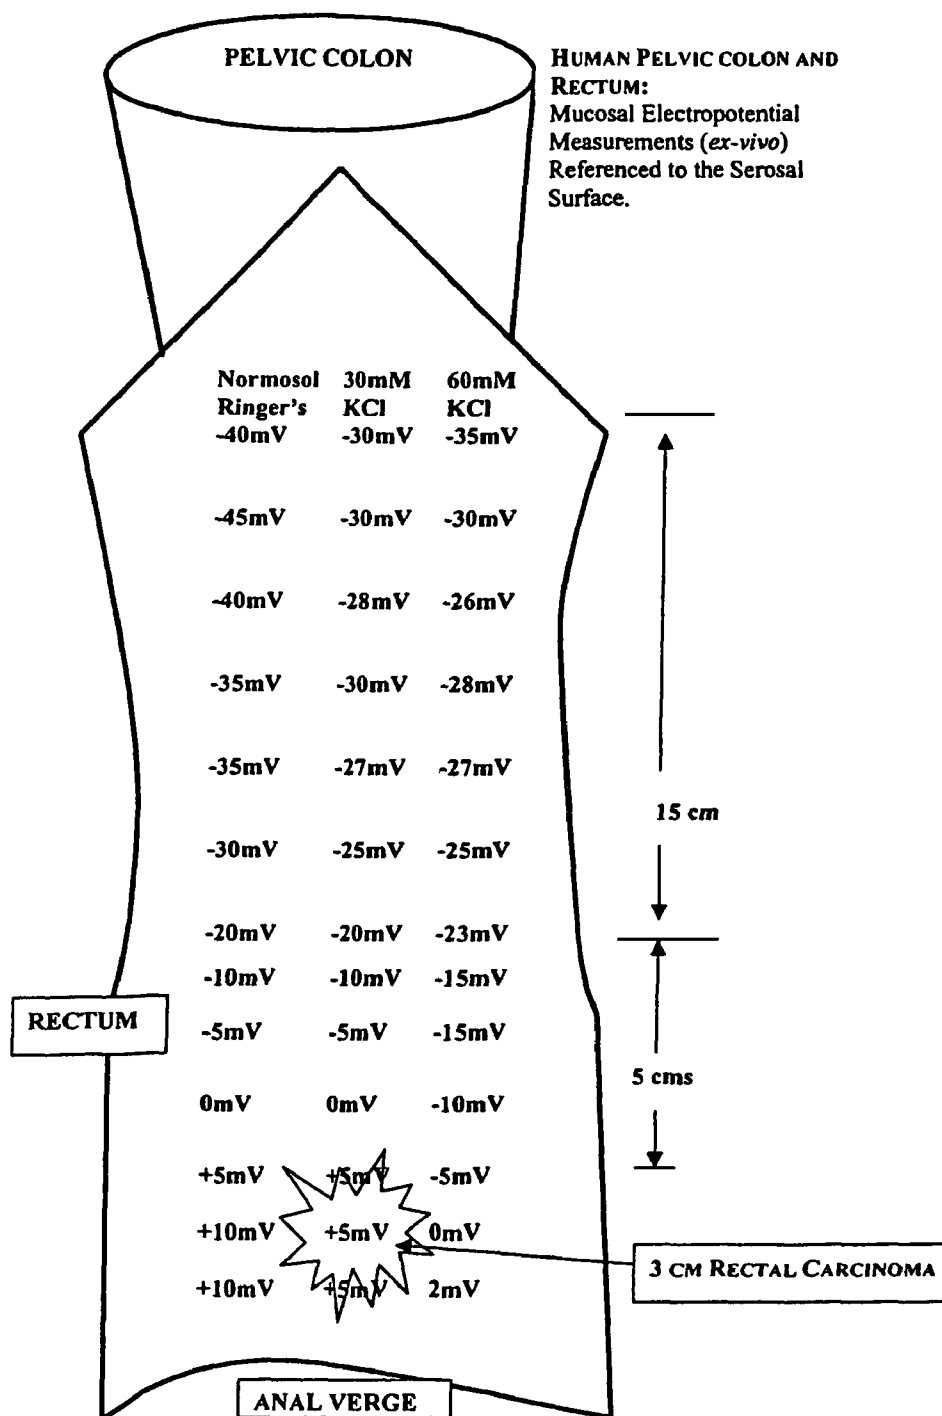 PELVIC COLON
HUMAN PELVIC COLON AND
RECTUM:
Mucosal Electropotential
Measurements (ex-vivo)
Referenced to the Serosal
Surface.
Normosol 30mM 60mM
Ringer's KCl KCl
-40mV -30mV -35mV
-45mV -30mV -30mV
-40mV -28mV -26mV
-35mV -30mV -28mV
-35mV -27mV -27mV
15 cm
-30mV -25mV -25mV
-20mV -20mV -23mV
-10mV -10mV -15mV
RECTUM
-5mV -5mV -15mV
5 cms
0mV 0mV -10mV
+5mV +5mV -5mV
+10mV +5mV 0mV
3 CM RECTAL CARCINOMA
+10mV +5mV 2mV
ANAL VERGE